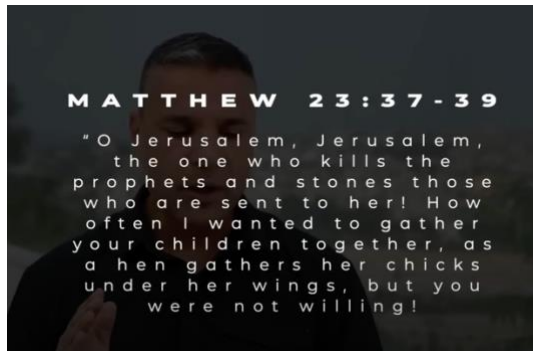 MATTHEW 23:37-39
“O Jerusalem, Jerusalem,
the one who kills the
prophets and stones those
who are sent to her! How
often I wanted to gather
your children together, as
a hen gathers her chicks
under her wings, but you
were not willing!